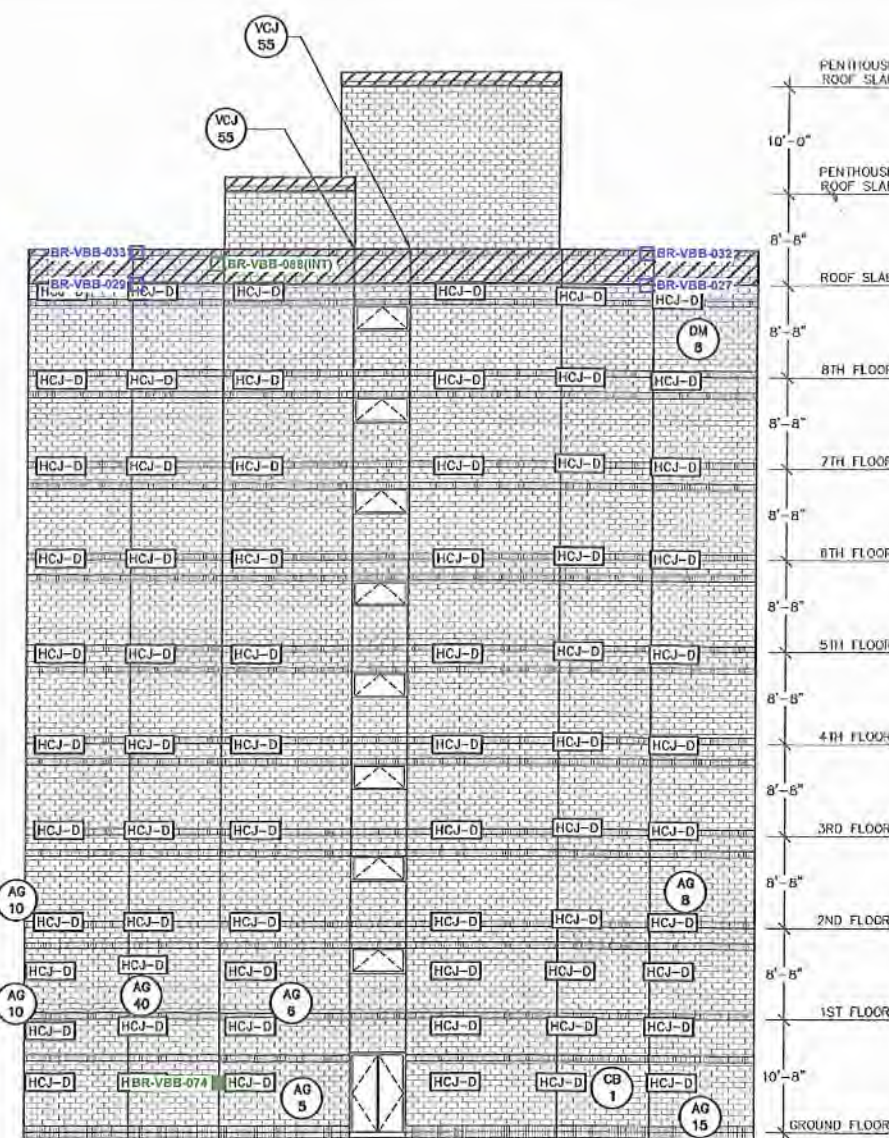 VCJ
55
VCJ
55
PENTHOUSE
ROOF SLAB
10'-0"
PENTHOUSE
ROOF SLAB
8'-8"
BR-VBB-033
BR-VBB-088(INT)
BR-VBB-032
ROOF SLAB
BR-VBB-029
BR-VBB-027
HCJ-D HCJ-D HCJ-D HCJ-D HCJ-D HCJ-D
DM
8
8'-8"
8TH FLOOR
HCJ-D HCJ-D HCJ-D HCJ-D HCJ-D HCJ-D
8'-8"
7TH FLOOR
HCJ-D HCJ-D HCJ-D HCJ-D HCJ-D HCJ-D
8'-8"
6TH FLOOR
HCJ-D HCJ-D HCJ-D HCJ-D HCJ-D HCJ-D
8'-8"
5TH FLOOR
HCJ-D HCJ-D HCJ-D HCJ-D HCJ-D HCJ-D
8'-8"
4TH FLOOR
HCJ-D HCJ-D HCJ-D HCJ-D HCJ-D HCJ-D
8'-8"
3RD FLOOR
HCJ-D HCJ-D HCJ-D HCJ-D HCJ-D HCJ-D
AG
10
AG
8
8'-8"
2ND FLOOR
HCJ-D HCJ-D HCJ-D HCJ-D HCJ-D HCJ-D
8'-8"
HCJ-D HCJ-D HCJ-D HCJ-D HCJ-D HCJ-D
AG
10
AG
40
AG
6
1ST FLOOR
HCJ-D HCJ-D HCJ-D HCJ-D HCJ-D HCJ-D
10'-8"
HCJ-D BR-VBB-074 HCJ-D HCJ-D HCJ-D HCJ-D
AG
5
CB
1
AG
15
GROUND FLOOR